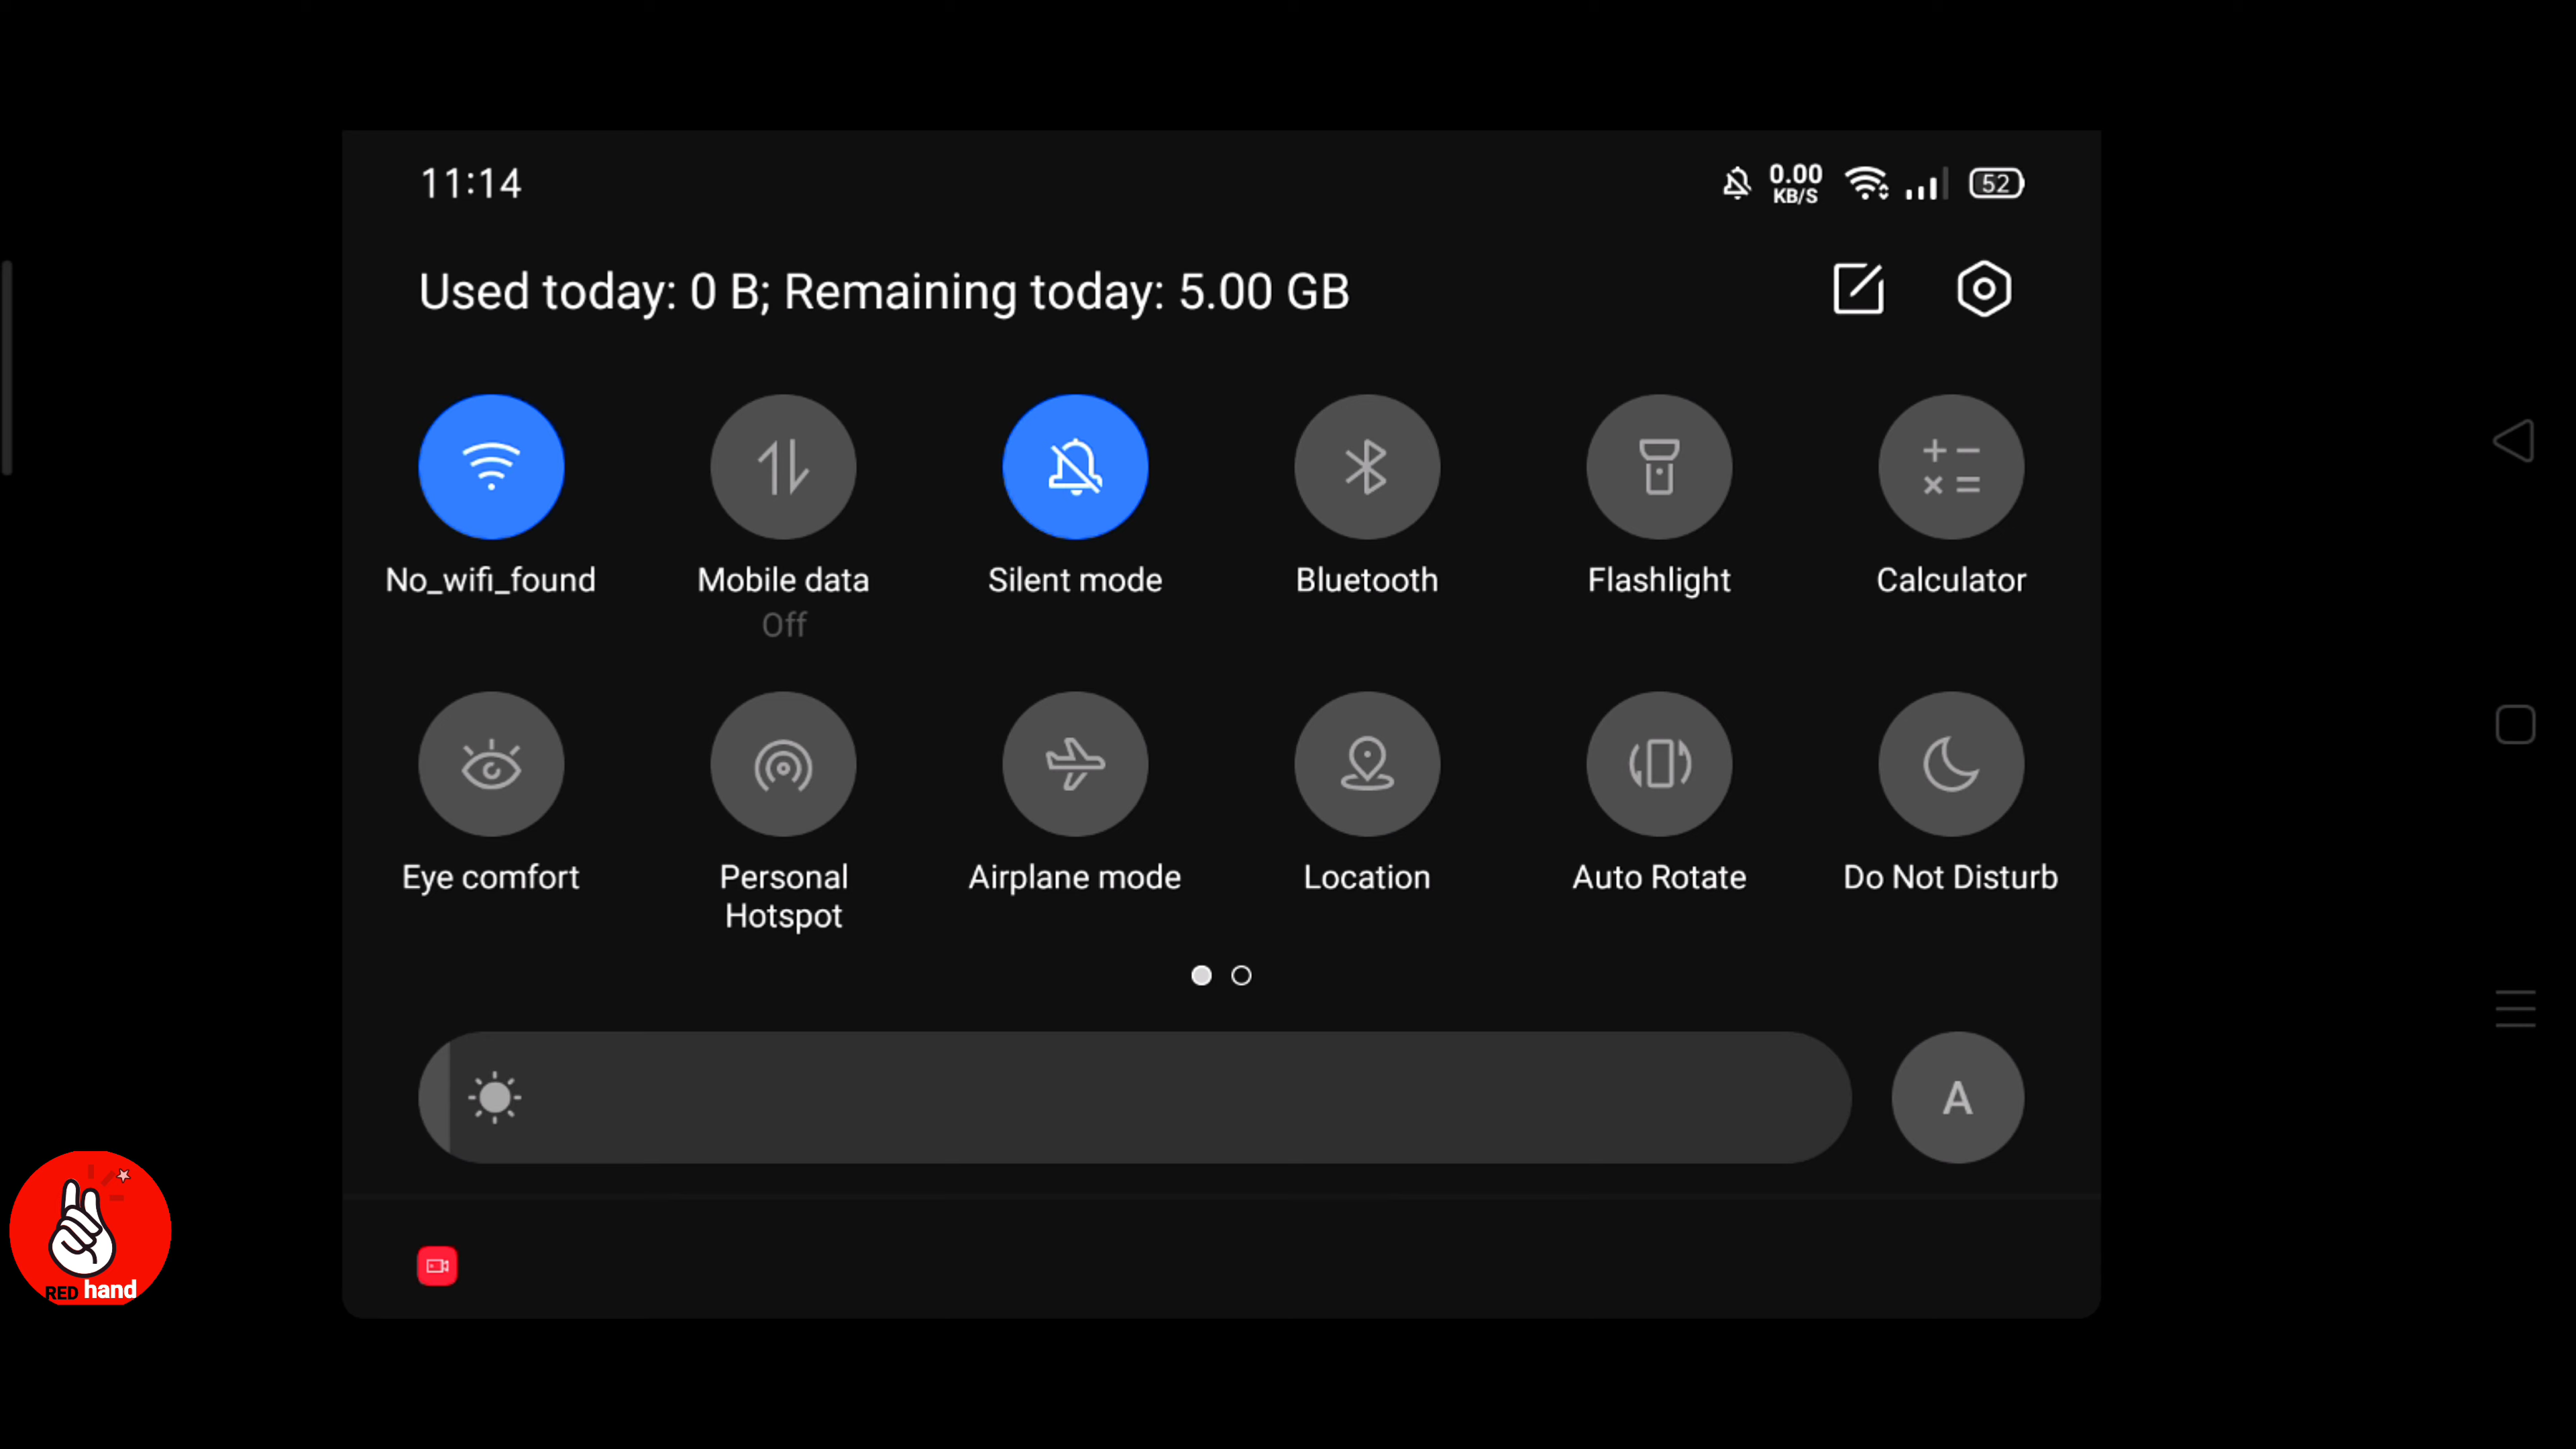 11:14
0.00
KB/S
52
Used today: 0 B; Remaining today: 5.00 GB
No_wifi_found
Mobile data
Off
Silent mode
Bluetooth
Flashlight
Calculator
Eye comfort
Personal
Hotspot
Airplane mode
Location
Auto Rotate
Do Not Disturb
A
RED hand